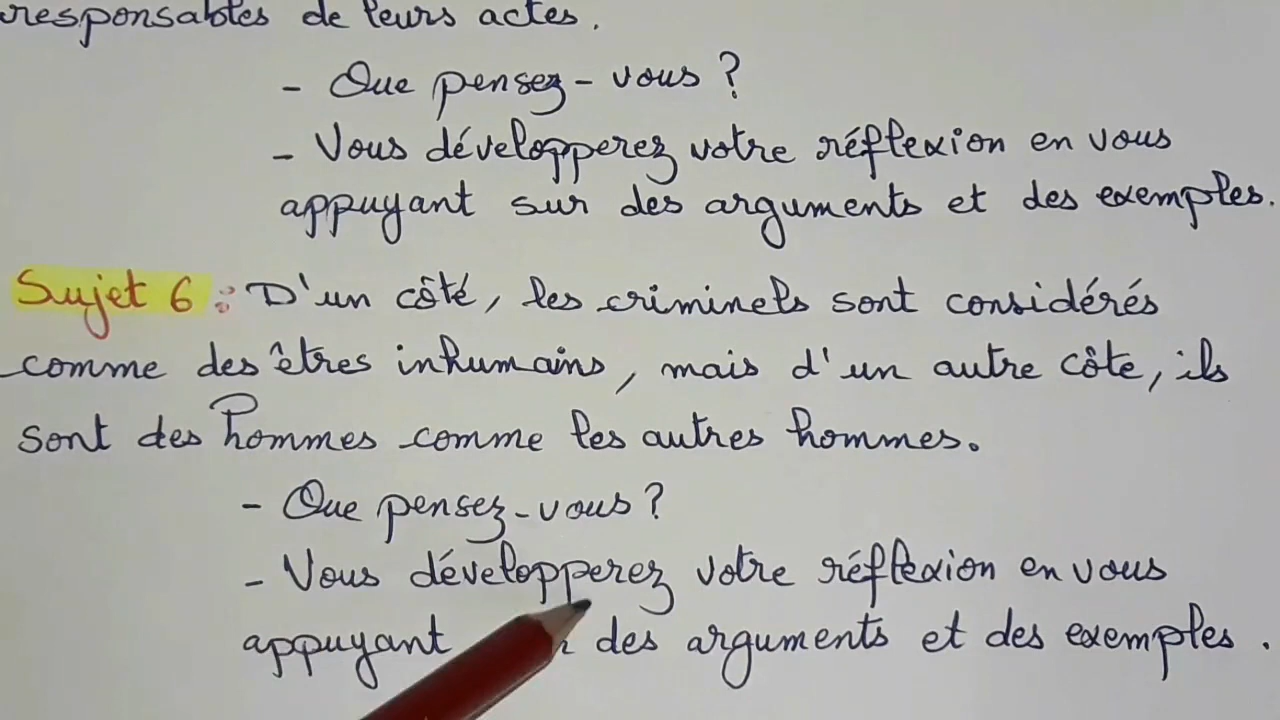 responsables de leurs actes.
- Que pensez-vous ?
- Vous développerez votre réflexion en vous
appuyant sur des arguments et des exemples.
Sujet 6 : D'un côté, les criminels sont considérés
comme des êtres inhumains, mais d'un autre côte, ils
sont des hommes comme les autres hommes.
- Que pensez-vous ?
- Vous développerez votre réflexion en vous
appuyant des arguments et des exemples.